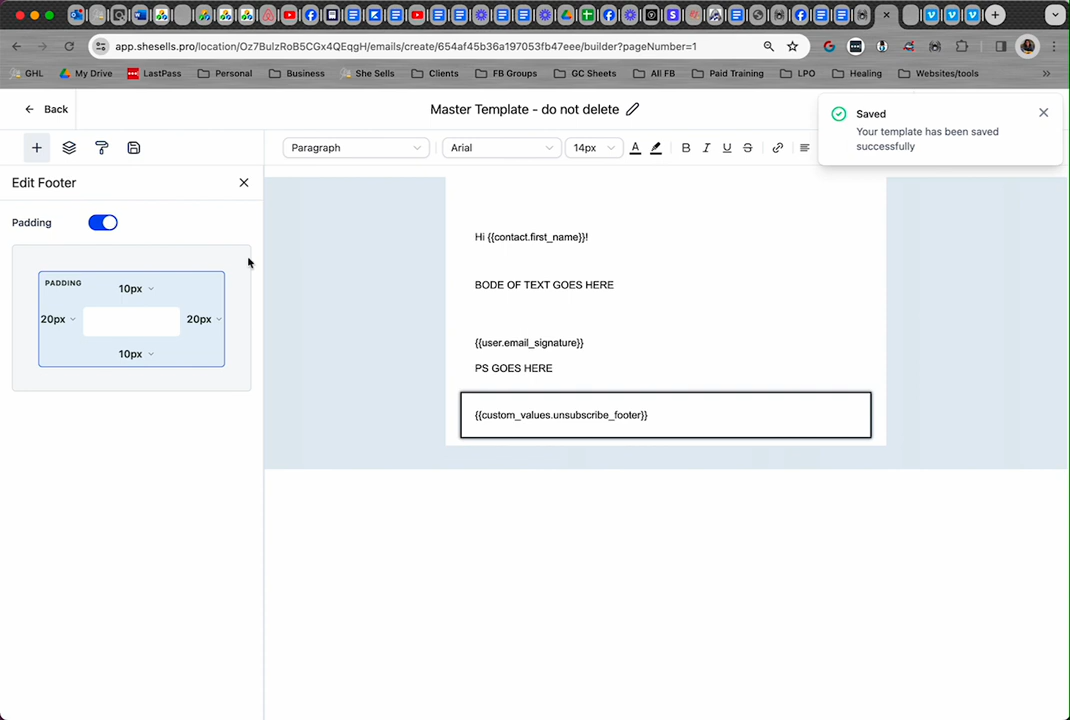 app.shesells.pro/location/Oz7BulzRoB5CGx4QEqgH/emails/create/654af45b36a197053fb47eee/builder?pageNumber=1
GHL
My Drive
LastPass
Personal
Business
She Sells
Clients
FB Groups
GC Sheets
All FB
Paid Training
LPO
Healing
Websites/tools
Back
Master Template - do not delete
Saved
Your template has been saved
successfully
Paragraph
Arial
14px
A
B
I
U
S
Edit Footer
Padding
PADDING
10px
20px
20px
10px
Hi {{contact.first_name}}!
BODE OF TEXT GOES HERE
{{user.email_signature}}
PS GOES HERE
{{custom_values.unsubscribe_footer}}